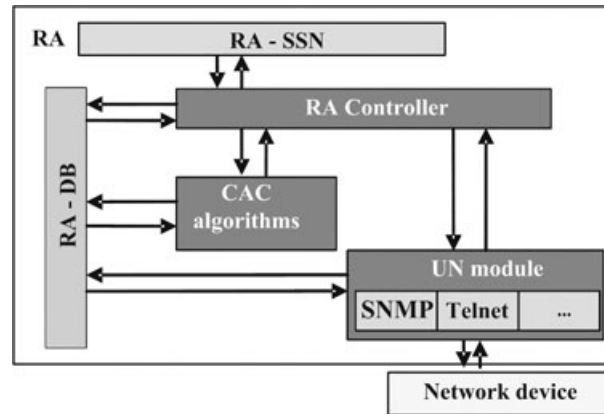 RA
RA - SSN
RA Controller
RA - DB
CAC
algorithms
UN module
SNMP
Telnet
...
Network device